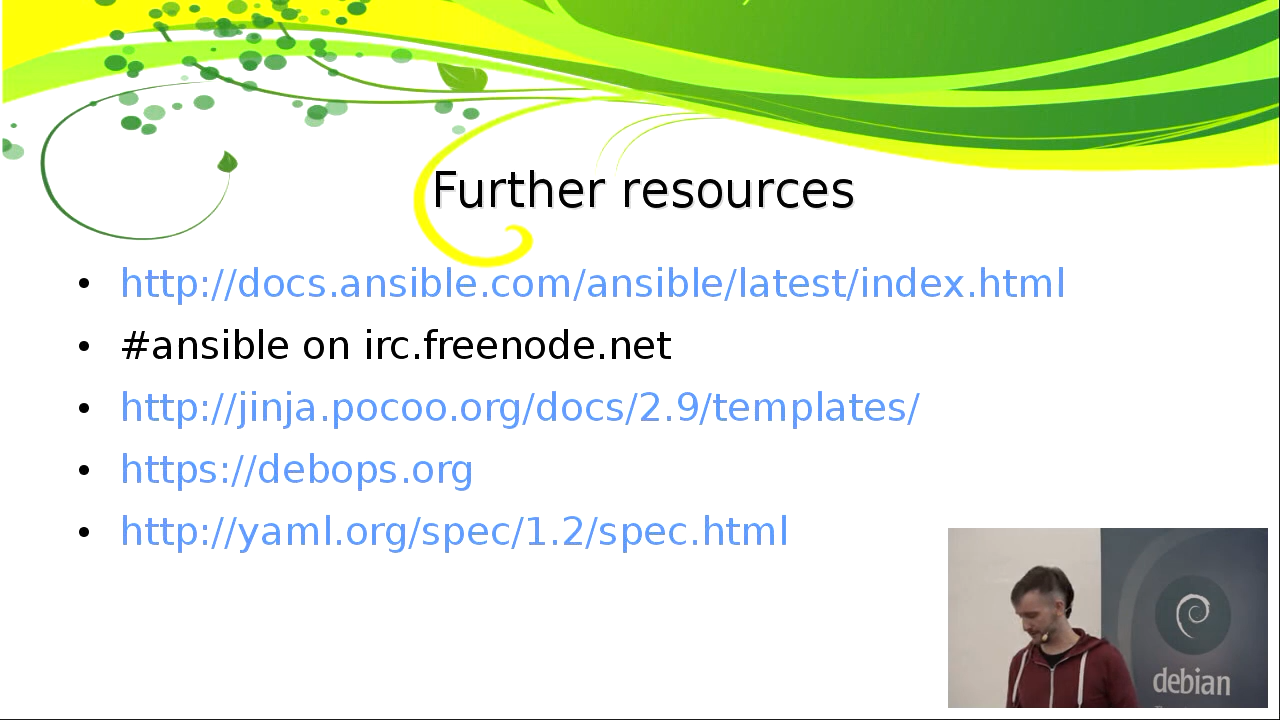 Further resources
• http://docs.ansible.com/ansible/latest/index.html
• #ansible on irc.freenode.net
• http://jinja.pocoo.org/docs/2.9/templates/
• https://debops.org
• http://yaml.org/spec/1.2/spec.html
debian